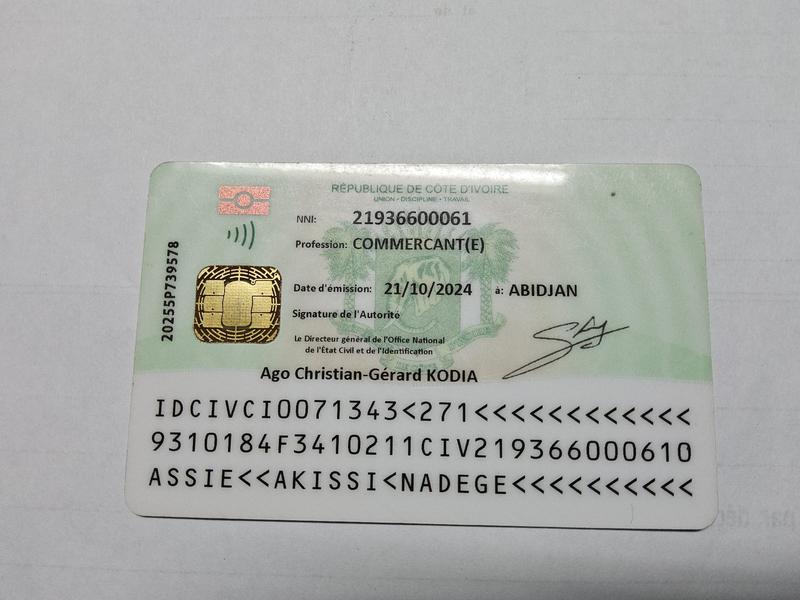 RÉPUBLIQUE DE CÔTE D'IVOIRE
UNION - DISCIPLINE - TRAVAIL
NNI: 21936600061
Profession: COMMERCANT(E)
20255P739578
Date d'émission: 21/10/2024 à: ABIDJAN
Signature de l'Autorité
Le Directeur général de l'Office National
de l'État Civil et de l'Identification
Ago Christian-Gérard KODIA
IDCIVCI0071343<271<<<<<<<<<<<<
9310184F3410211CIV219366000610
ASSIE<<AKISSI<NADEGE<<<<<<<<<<